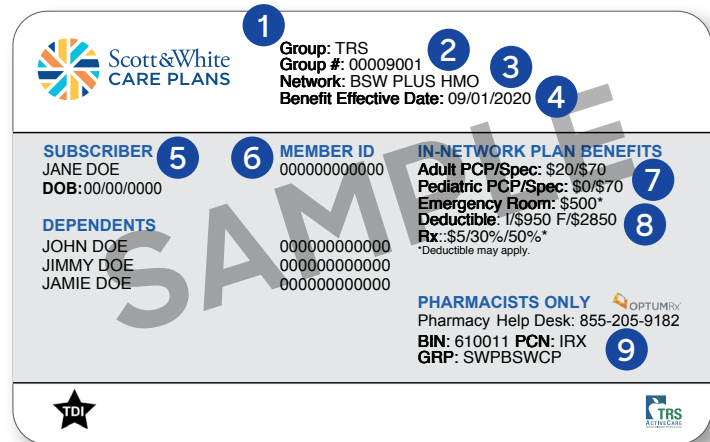 1
Scott&White
CARE PLANS
Group: TRS
Group #: 00009001
2
Network: BSW PLUS HMO
3
Benefit Effective Date: 09/01/2020
4
SUBSCRIBER
5
JANE DOE
DOB:00/00/0000
6
MEMBER ID
000000000000
DEPENDENTS
JOHN DOE 000000000000
JIMMY DOE 000000000000
JAMIE DOE 000000000000
IN-NETWORK PLAN BENEFITS
Adult PCP/Spec: $20/$70
Pediatric PCP/Spec: $0/$70
7
Emergency Room: $500*
Deductible: I/$950 F/$2850
8
Rx::$5/30%/50%*
*Deductible may apply.
SAMPLE
PHARMACISTS ONLY
OPTUMRx
Pharmacy Help Desk: 855-205-9182
BIN: 610011 PCN: IRX
GRP: SWPBSWCP
9
TDI
TRS
ACTIVECARE